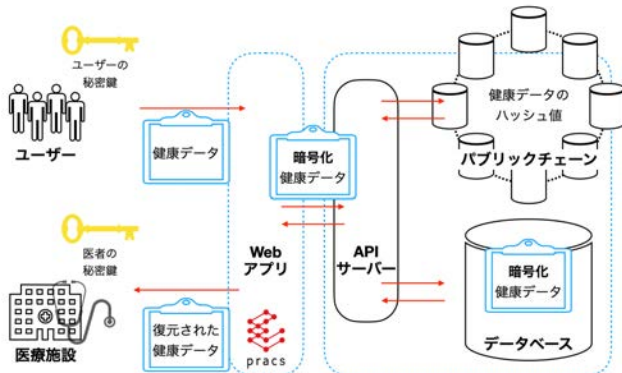 ユーザーの
秘密鍵
ユーザー
健康データ
暗号化
健康データ
健康データの
ハッシュ値
パブリックチェーン
医者の
秘密鍵
医療施設
復元された
健康データ
Web
アプリ
pracs
API
サーバー
暗号化
健康データ
データベース